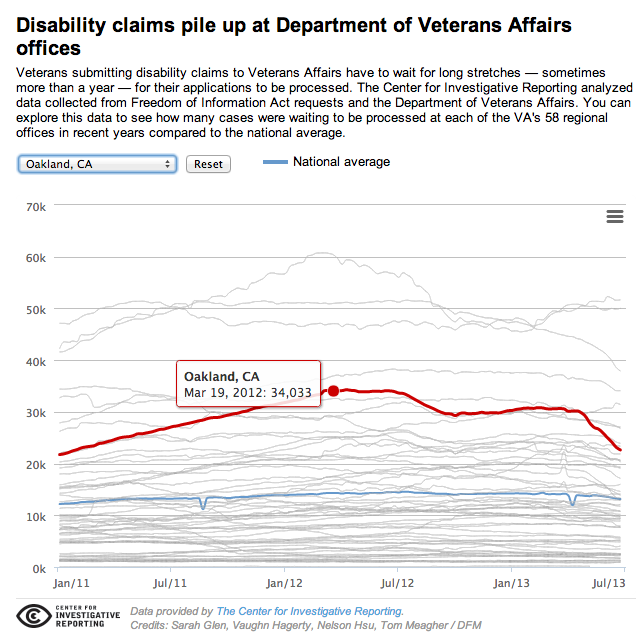 Disability claims pile up at Department of Veterans Affairs
offices
Veterans submitting disability claims to Veterans Affairs have to wait for long stretches — sometimes
more than a year — for their applications to be processed. The Center for Investigative Reporting analyzed
data collected from Freedom of Information Act requests and the Department of Veterans Affairs. You can
explore this data to see how many cases were waiting to be processed at each of the VA's 58 regional
offices in recent years compared to the national average.
Oakland, CA
Reset
National average
70k
60k
50k
40k
Oakland, CA
Mar 19, 2012: 34,033
30k
20k
10k
0k
Jan/11
Jul/11
Jan/12
Jul/12
Jan/13
Jul/13
CENTER FOR
INVESTIGATIVE
REPORTING
Data provided by The Center for Investigative Reporting.
Credits: Sarah Glen, Vaughn Hagerty, Nelson Hsu, Tom Meagher / DFM